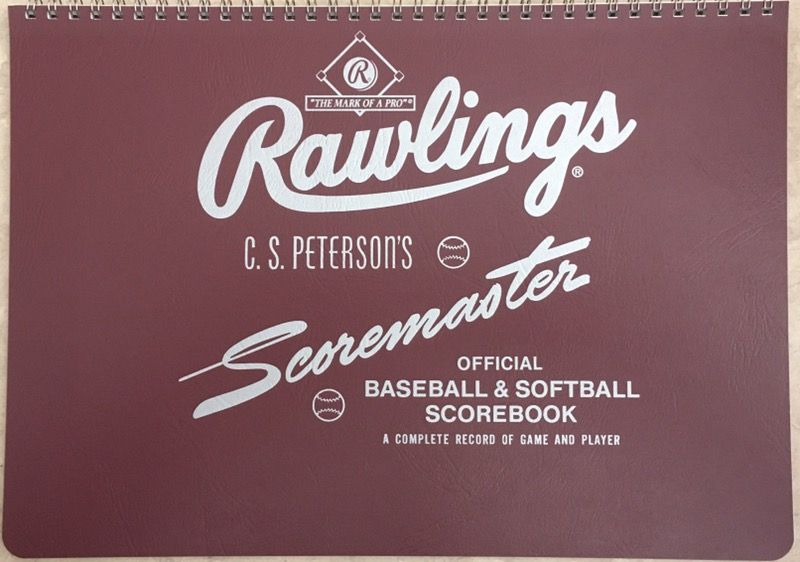 R
"THE MARK OF A PRO"®
Rawlings®
C. S. PETERSON'S
Scoremaster
OFFICIAL
BASEBALL & SOFTBALL
SCOREBOOK
A COMPLETE RECORD OF GAME AND PLAYER